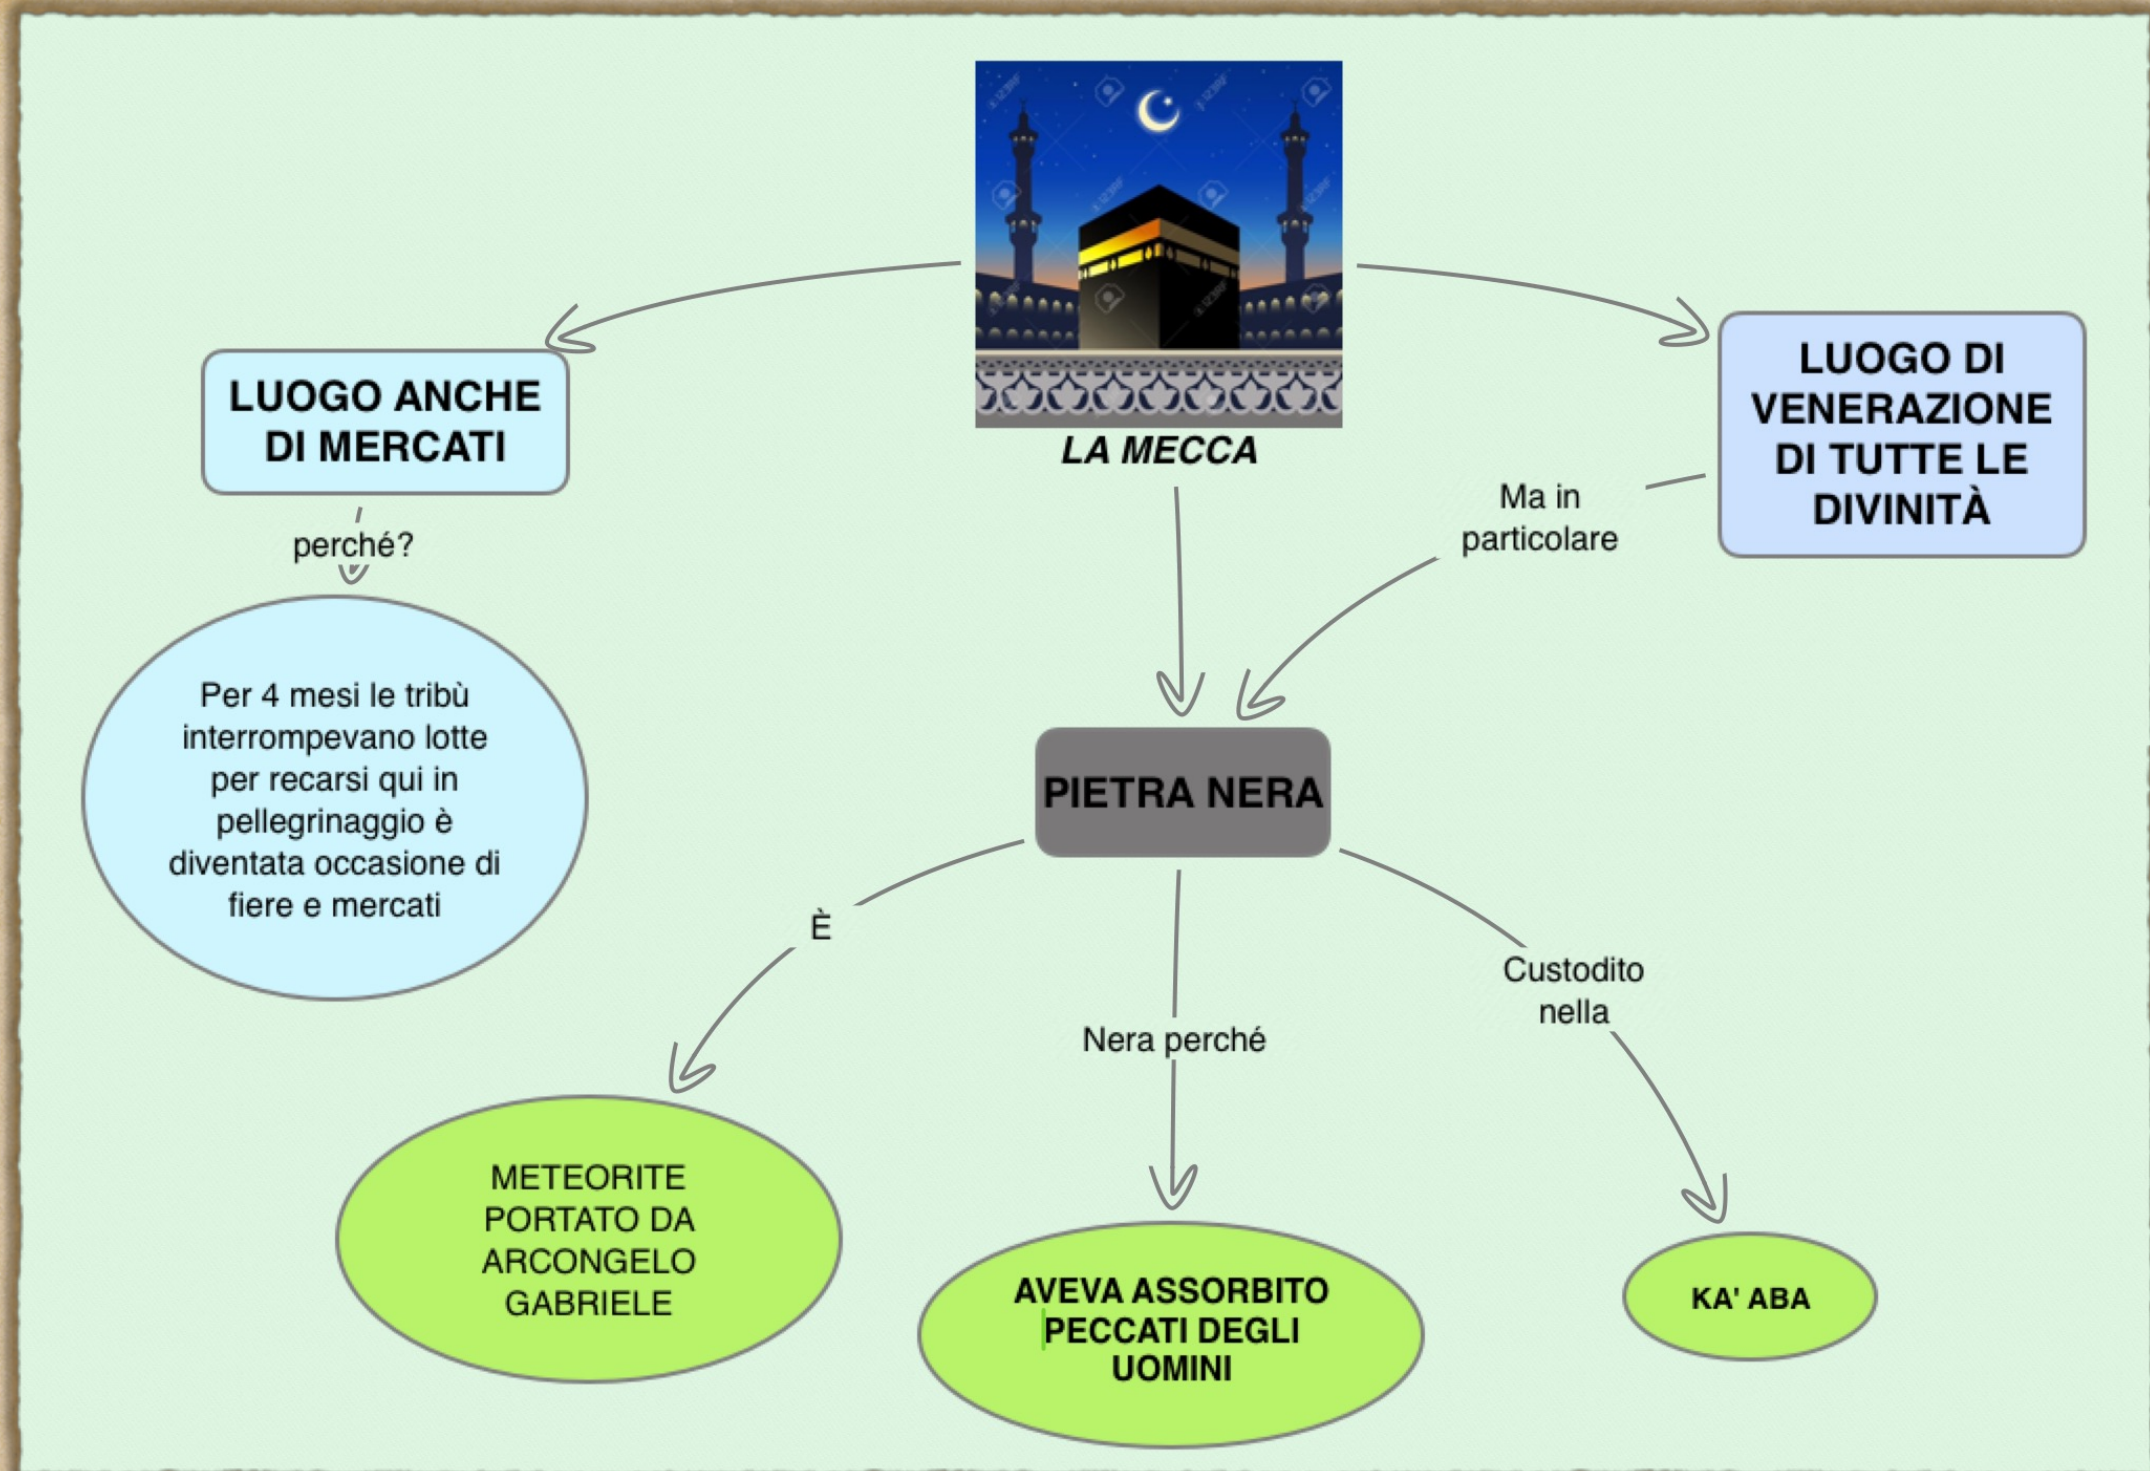 LA MECCA
LUOGO ANCHE
DI MERCATI
perché?
Per 4 mesi le tribù
interrompevano lotte
per recarsi qui in
pellegrinaggio è
diventata occasione di
fiere e mercati
LUOGO DI
VENERAZIONE
DI TUTTE LE
DIVINITÀ
Ma in
particolare
PIETRA NERA
È
METEORITE
PORTATO DA
ARCONGELO
GABRIELE
Nera perché
AVEVA ASSORBITO
PECCATI DEGLI
UOMINI
Custodito
nella
KA' ABA